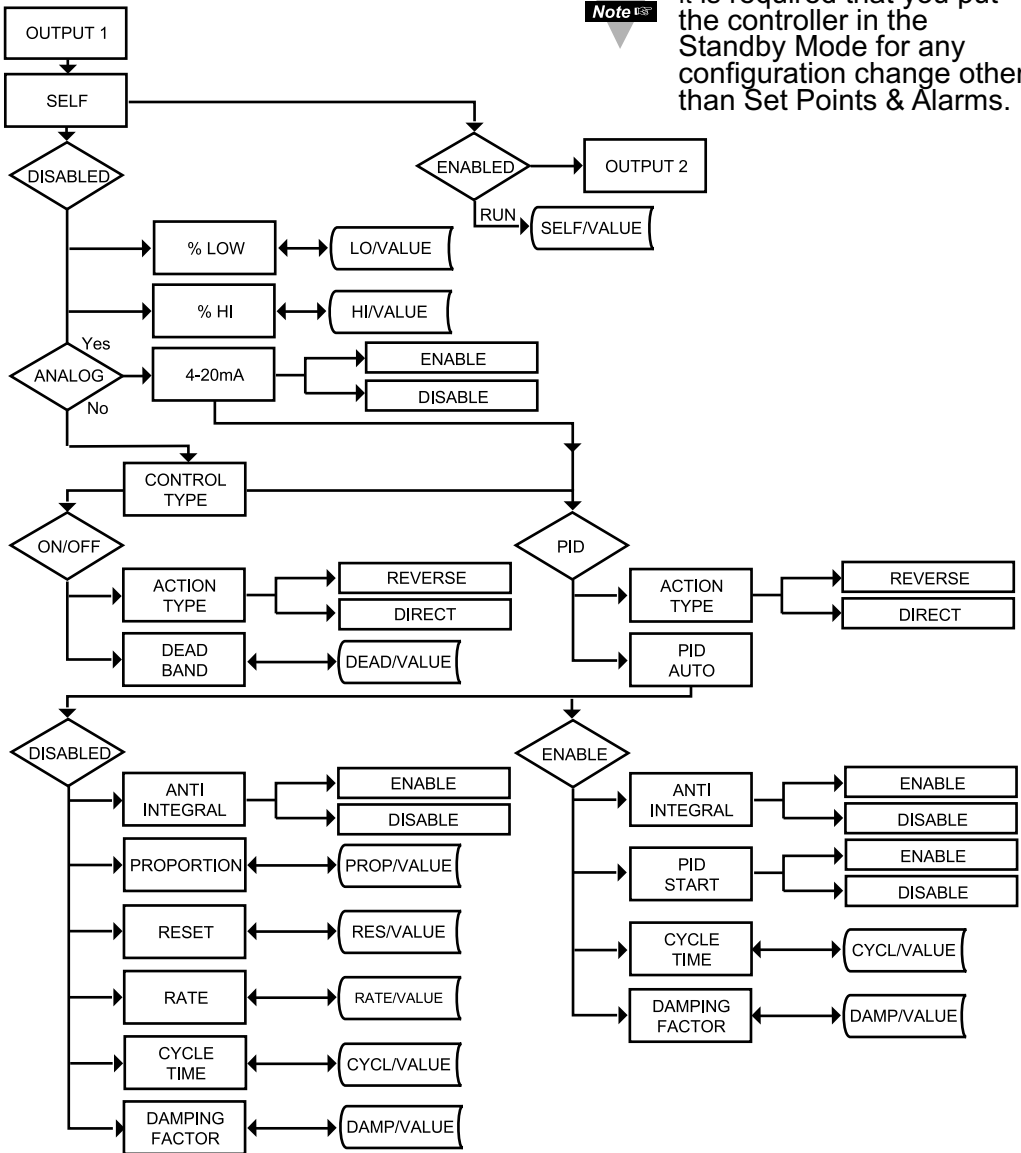 Note
it is required that you put
the controller in the
Standby Mode for any
configuration change other
than Set Points & Alarms.
OUTPUT 1
SELF
DISABLED
ENABLED
OUTPUT 2
RUN
SELF/VALUE
% LOW
LO/VALUE
% HI
HI/VALUE
Yes
ANALOG
4-20mA
ENABLE
DISABLE
No
CONTROL
TYPE
ON/OFF
PID
ACTION
TYPE
REVERSE
DIRECT
DEAD
BAND
DEAD/VALUE
ACTION
TYPE
REVERSE
DIRECT
PID
AUTO
DISABLED
ENABLE
ANTI
INTEGRAL
ENABLE
DISABLE
PROPORTION
PROP/VALUE
RESET
RES/VALUE
RATE
RATE/VALUE
CYCLE
TIME
CYCL/VALUE
DAMPING
FACTOR
DAMP/VALUE
ANTI
INTEGRAL
ENABLE
DISABLE
PID
START
ENABLE
DISABLE
CYCLE
TIME
CYCL/VALUE
DAMPING
FACTOR
DAMP/VALUE